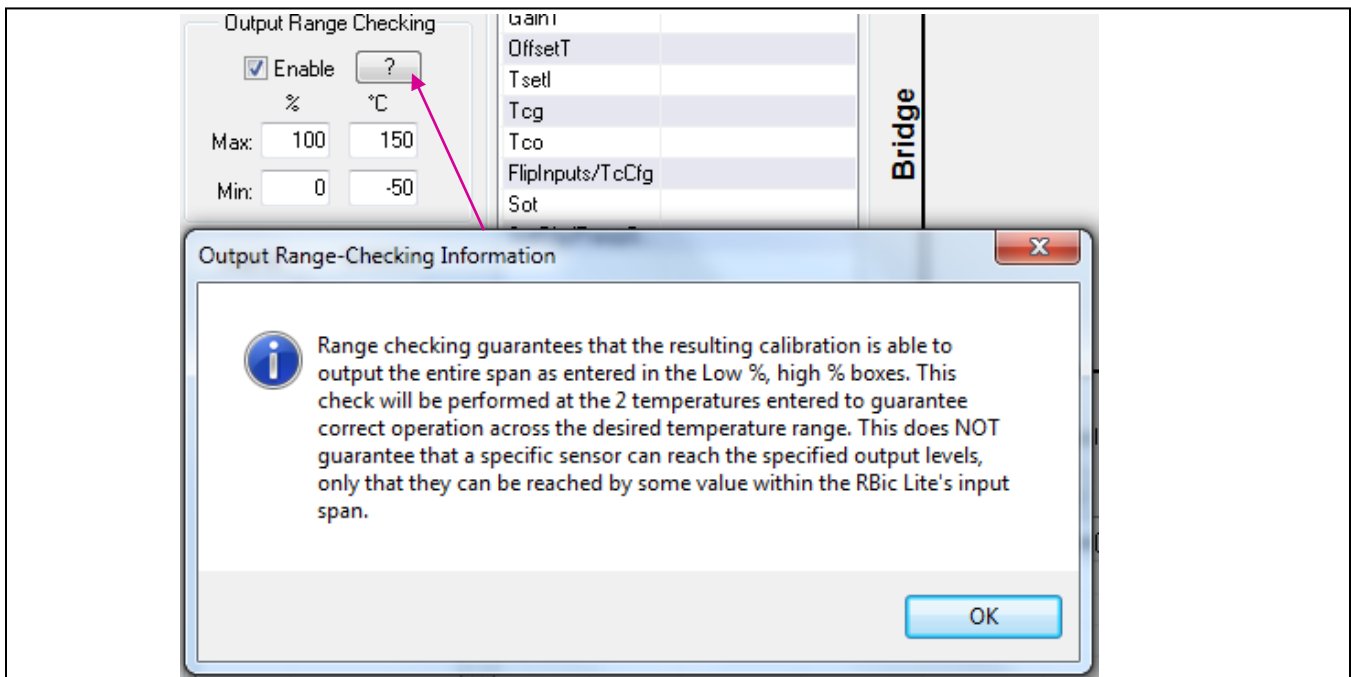 Output Range Checking
Enable ?
% °C
Max: 100 150
Min: 0 -50
GainT
OffsetT
Tsetl
Tcg
Tco
FlipInputs/TcCfg
Sot
Bridge
Output Range-Checking Information
Range checking guarantees that the resulting calibration is able to
output the entire span as entered in the Low %, high % boxes. This
check will be performed at the 2 temperatures entered to guarantee
correct operation across the desired temperature range. This does NOT
guarantee that a specific sensor can reach the specified output levels,
only that they can be reached by some value within the RBic Lite's input
span.
OK